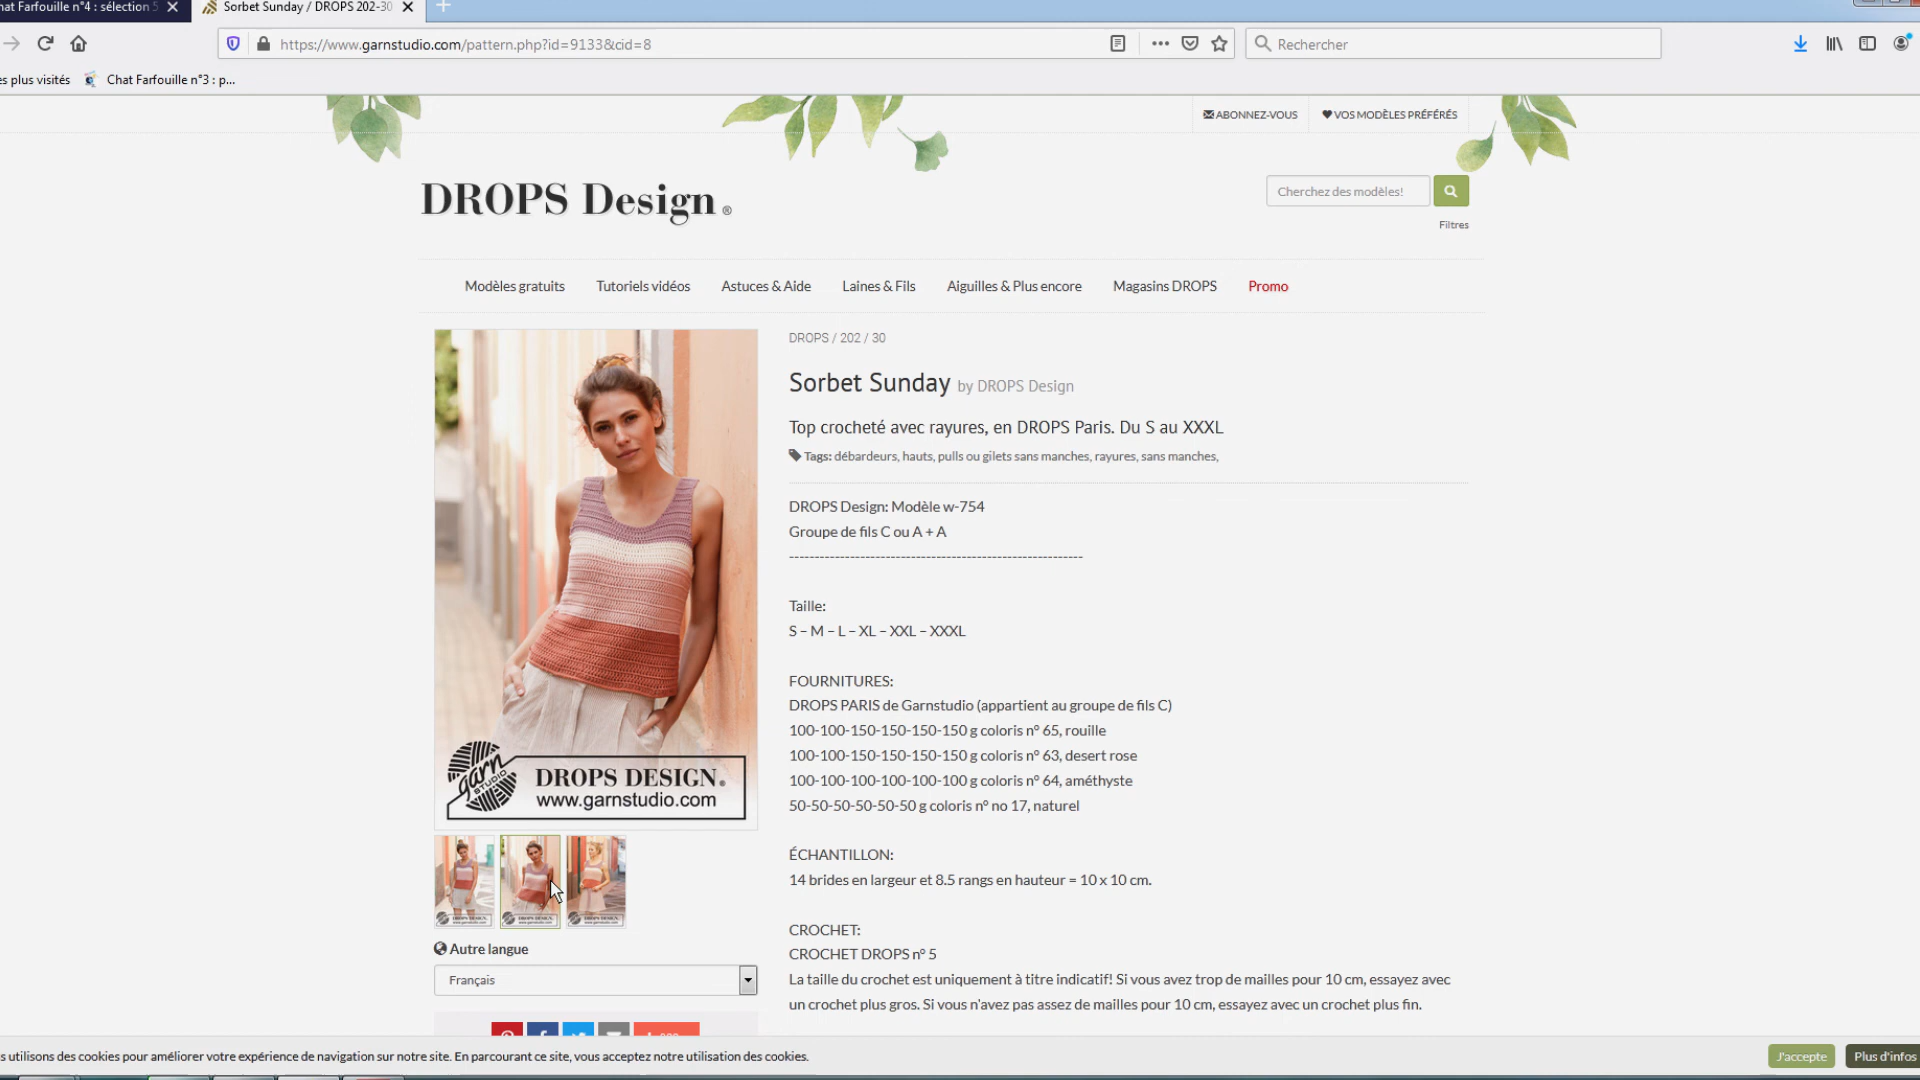 hat Farfouille n°4 : sélection 5
Sorbet Sunday / DROPS 202-30
https://www.garnstudio.com/pattern.php?id=9133&cid=8
Rechercher
es plus visités
Chat Farfouille n°3 : p...
ABONNEZ-VOUS
VOS MODÈLES PRÉFÉRÉS
DROPS Design ®
Cherchez des modèles!
Filtres
Modèles gratuits
Tutoriels vidéos
Astuces & Aide
Laines & Fils
Aiguilles & Plus encore
Magasins DROPS
Promo
DROPS / 202 / 30
Sorbet Sunday by DROPS Design
Top crocheté avec rayures, en DROPS Paris. Du S au XXXL
Tags: débardeurs, hauts, pulls ou gilets sans manches, rayures, sans manches,
DROPS Design: Modèle w-754
Groupe de fils C ou A + A
----------------------------------------------------------
Taille:
S – M – L – XL – XXL – XXXL
FOURNITURES:
DROPS PARIS de Garnstudio (appartient au groupe de fils C)
100-100-150-150-150-150 g coloris n° 65, rouille
100-100-150-150-150-150 g coloris n° 63, desert rose
100-100-100-100-100-100 g coloris n° 64, améthyste
50-50-50-50-50-50 g coloris n° no 17, naturel
ÉCHANTILLON:
14 brides en largeur et 8.5 rangs en hauteur = 10 x 10 cm.
CROCHET:
CROCHET DROPS n° 5
La taille du crochet est uniquement à titre indicatif! Si vous avez trop de mailles pour 10 cm, essayez avec
un crochet plus gros. Si vous n'avez pas assez de mailles pour 10 cm, essayez avec un crochet plus fin.
garn
STUDIO
DROPS DESIGN®
www.garnstudio.com
DROPS DESIGN
DROPS DESIGN
DROPS DESIGN
Autre langue
Français
s utilisons des cookies pour améliorer votre expérience de navigation sur notre site. En parcourant ce site, vous acceptez notre utilisation des cookies.
J'accepte
Plus d'infos